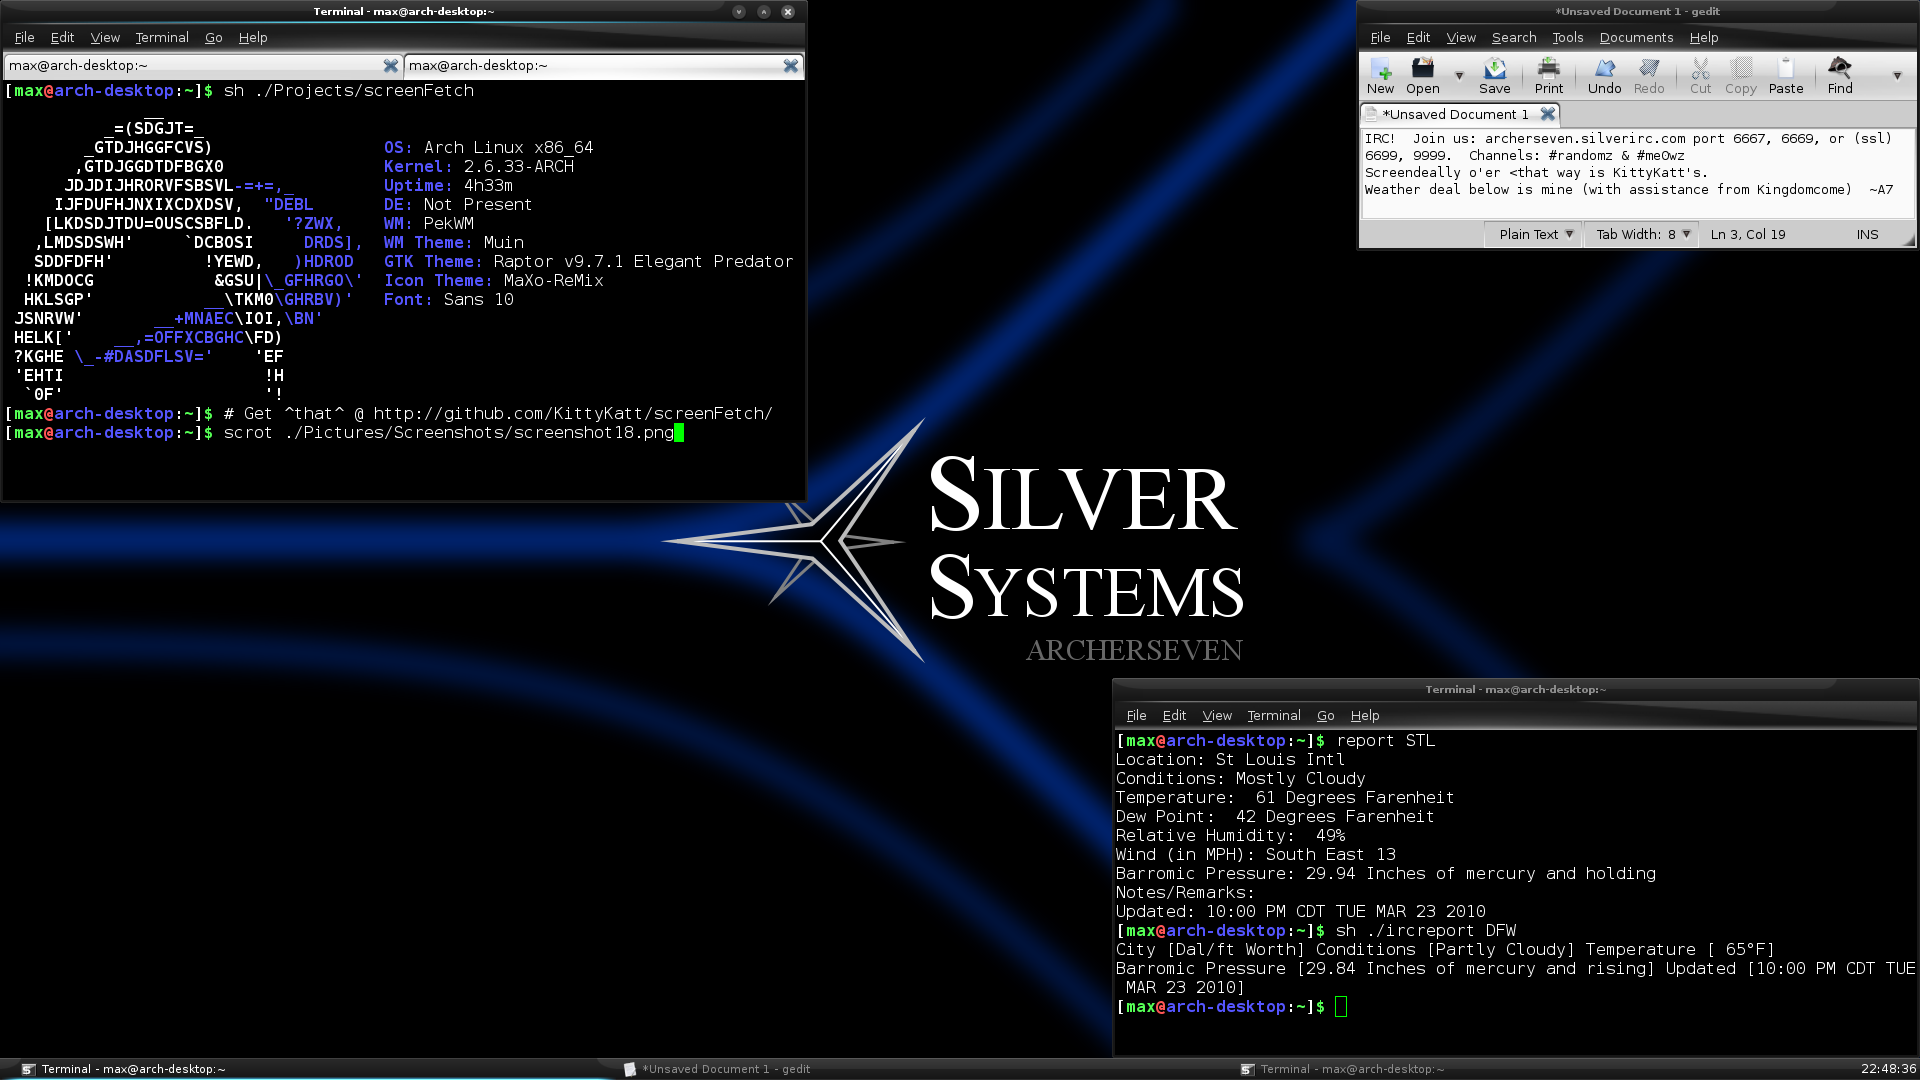 Terminal - max@arch-desktop:~
File Edit View Terminal Go Help
max@arch-desktop:~ max@arch-desktop:~
[max@arch-desktop:~]$ sh ./Projects/screenFetch
__
_=(SDGJT=_
_GTDJHGGFCVS) OS: Arch Linux x86_64
,GTDJGGDTDFBGX0 Kernel: 2.6.33-ARCH
JDJDIJHRORVFSBSVL-=+=,_ Uptime: 4h33m
IJFDUFHJNXIXCDXDSV, "DEBL DE: Not Present
[LKDSDJTDU=OUSCSBFLD. '?ZWX, WM: PekWM
,LMDSDSWH' `DCBOSI DRDS], WM Theme: Muin
SDDFDFH' !YEWD, )HDROD GTK Theme: Raptor v9.7.1 Elegant Predator
!KMDOCG &GSU|\_GFHRGO\' Icon Theme: MaXo-ReMix
HKLSGP' __\TKM0\GHRBV)' Font: Sans 10
JSNRVW' __+MNAEC\IOI,\BN'
HELK[' __,=OFFXCBGHC\FD)
?KGHE \_-#DASDFLSV=' 'EF
'EHTI !H
`0F' '!
[max@arch-desktop:~]$ # Get ^that^ @ http://github.com/KittyKatt/screenFetch/
[max@arch-desktop:~]$ scrot ./Pictures/Screenshots/screenshot18.png
*Unsaved Document 1 - gedit
File Edit View Search Tools Documents Help
New Open Save Print Undo Redo Cut Copy Paste Find
*Unsaved Document 1
IRC! Join us: archerseven.silverirc.com port 6667, 6669, or (ssl)
6699, 9999. Channels: #randomz & #me0wz
Screendeally o'er <that way is KittyKatt's.
Weather deal below is mine (with assistance from Kingdomcome) ~A7
Plain Text Tab Width: 8 Ln 3, Col 19 INS
SILVER
SYSTEMS
ARCHERSEVEN
Terminal - max@arch-desktop:~
File Edit View Terminal Go Help
[max@arch-desktop:~]$ report STL
Location: St Louis Intl
Conditions: Mostly Cloudy
Temperature: 61 Degrees Farenheit
Dew Point: 42 Degrees Farenheit
Relative Humidity: 49%
Wind (in MPH): South East 13
Barromic Pressure: 29.94 Inches of mercury and holding
Notes/Remarks:
Updated: 10:00 PM CDT TUE MAR 23 2010
[max@arch-desktop:~]$ sh ./ircreport DFW
City [Dal/ft Worth] Conditions [Partly Cloudy] Temperature [ 65°F]
Barromic Pressure [29.84 Inches of mercury and rising] Updated [10:00 PM CDT TUE
MAR 23 2010]
[max@arch-desktop:~]$
Terminal - max@arch-desktop:~ *Unsaved Document 1 - gedit Terminal - max@arch-desktop:~ 22:48:36